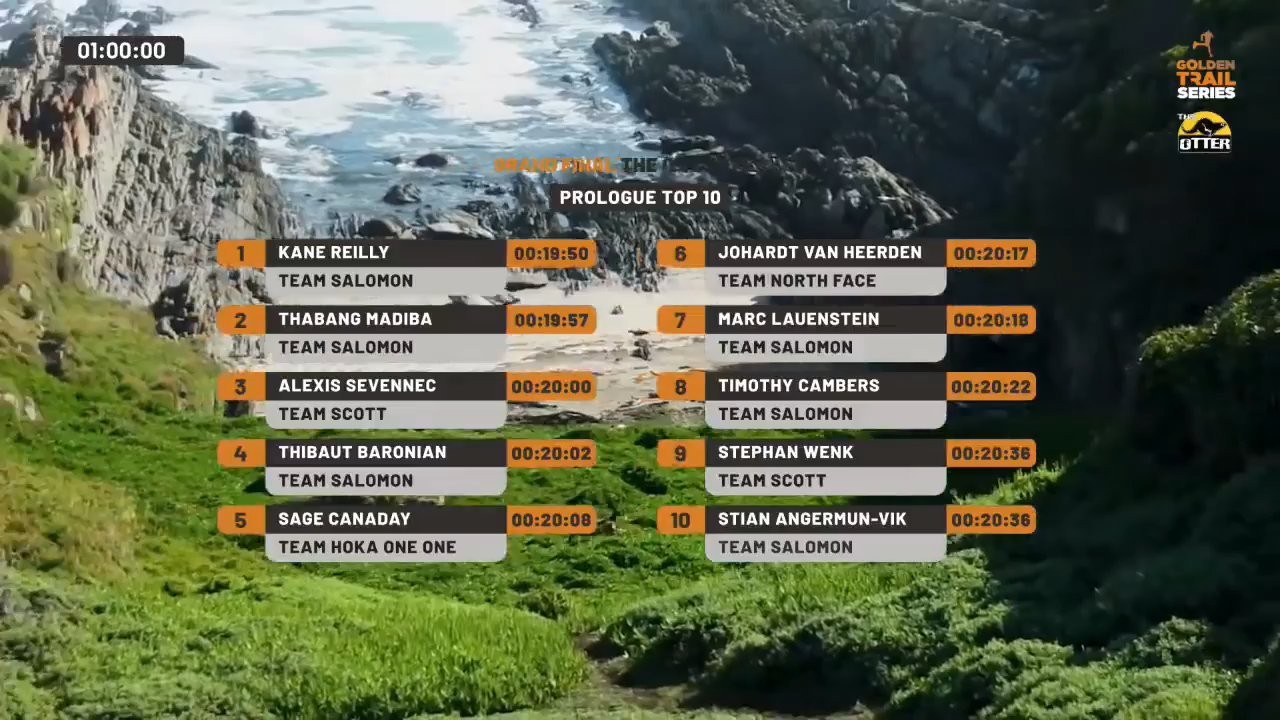 01:00:00
GOLDEN
TRAIL
SERIES
THE
OTTER
GRAND FINAL THE
PROLOGUE TOP 10
1 KANE REILLY 00:19:50
TEAM SALOMON
2 THABANG MADIBA 00:19:57
TEAM SALOMON
3 ALEXIS SEVENNEC 00:20:00
TEAM SCOTT
4 THIBAUT BARONIAN 00:20:02
TEAM SALOMON
5 SAGE CANADAY 00:20:08
TEAM HOKA ONE ONE
6 JOHARDT VAN HEERDEN 00:20:17
TEAM NORTH FACE
7 MARC LAUENSTEIN 00:20:18
TEAM SALOMON
8 TIMOTHY CAMBERS 00:20:22
TEAM SALOMON
9 STEPHAN WENK 00:20:36
TEAM SCOTT
10 STIAN ANGERMUN-VIK 00:20:36
TEAM SALOMON